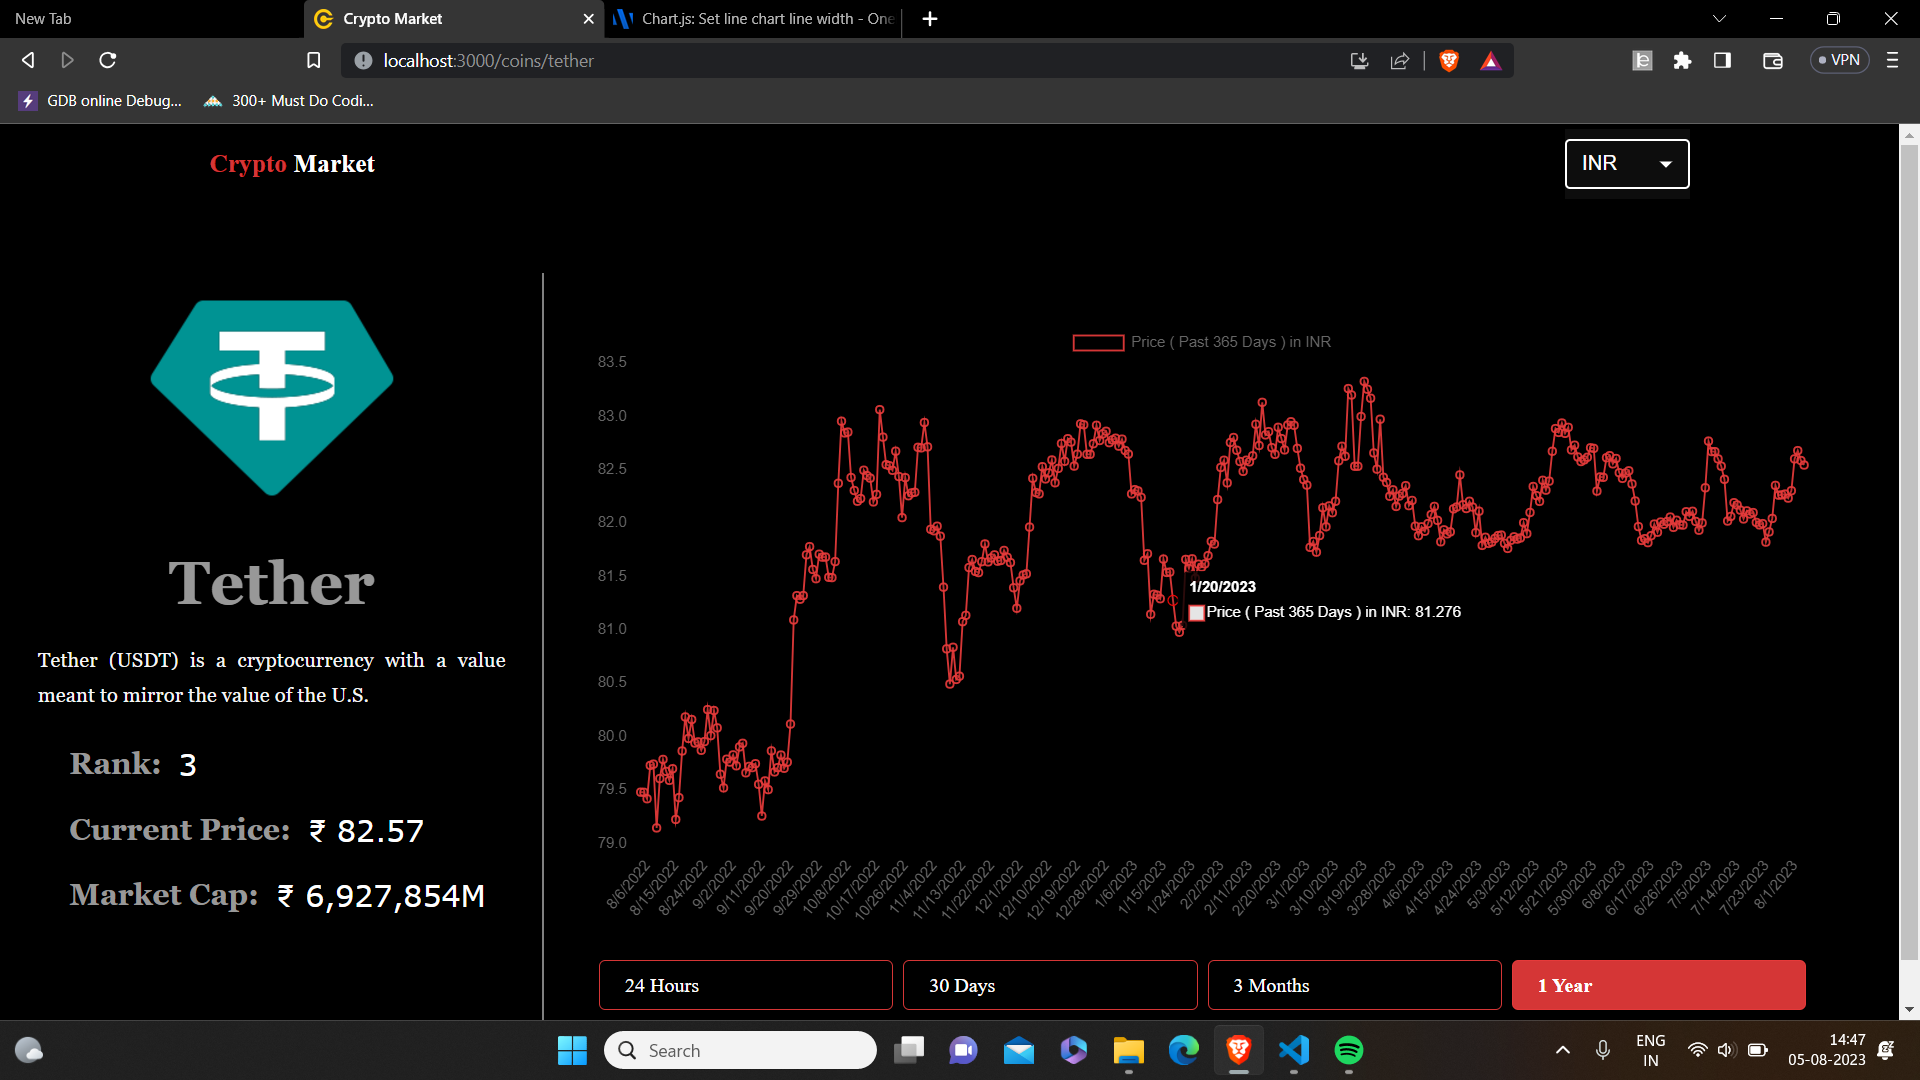 New Tab
Crypto Market
Chart.js: Set line chart line width - One
localhost:3000/coins/tether
VPN
GDB online Debug...
300+ Must Do Codi...
Crypto Market
INR
Price ( Past 365 Days ) in INR
83.5
83.0
82.5
82.0
81.5
81.0
80.5
80.0
79.5
79.0
1/20/2023
Price ( Past 365 Days ) in INR: 81.276
8/6/2022
8/15/2022
8/24/2022
9/2/2022
9/11/2022
9/20/2022
9/29/2022
10/8/2022
10/17/2022
10/26/2022
11/4/2022
11/13/2022
11/22/2022
12/1/2022
12/10/2022
12/19/2022
12/28/2022
1/6/2023
1/15/2023
1/24/2023
2/2/2023
2/11/2023
2/20/2023
3/1/2023
3/10/2023
3/19/2023
3/28/2023
4/6/2023
4/15/2023
4/24/2023
5/3/2023
5/12/2023
5/21/2023
5/30/2023
6/8/2023
6/17/2023
6/26/2023
7/5/2023
7/14/2023
7/23/2023
8/1/2023
Tether
Tether (USDT) is a cryptocurrency with a value
meant to mirror the value of the U.S.
Rank: 3
Current Price: ₹ 82.57
Market Cap: ₹ 6,927,854M
24 Hours
30 Days
3 Months
1 Year
Search
ENG
IN
14:47
05-08-2023